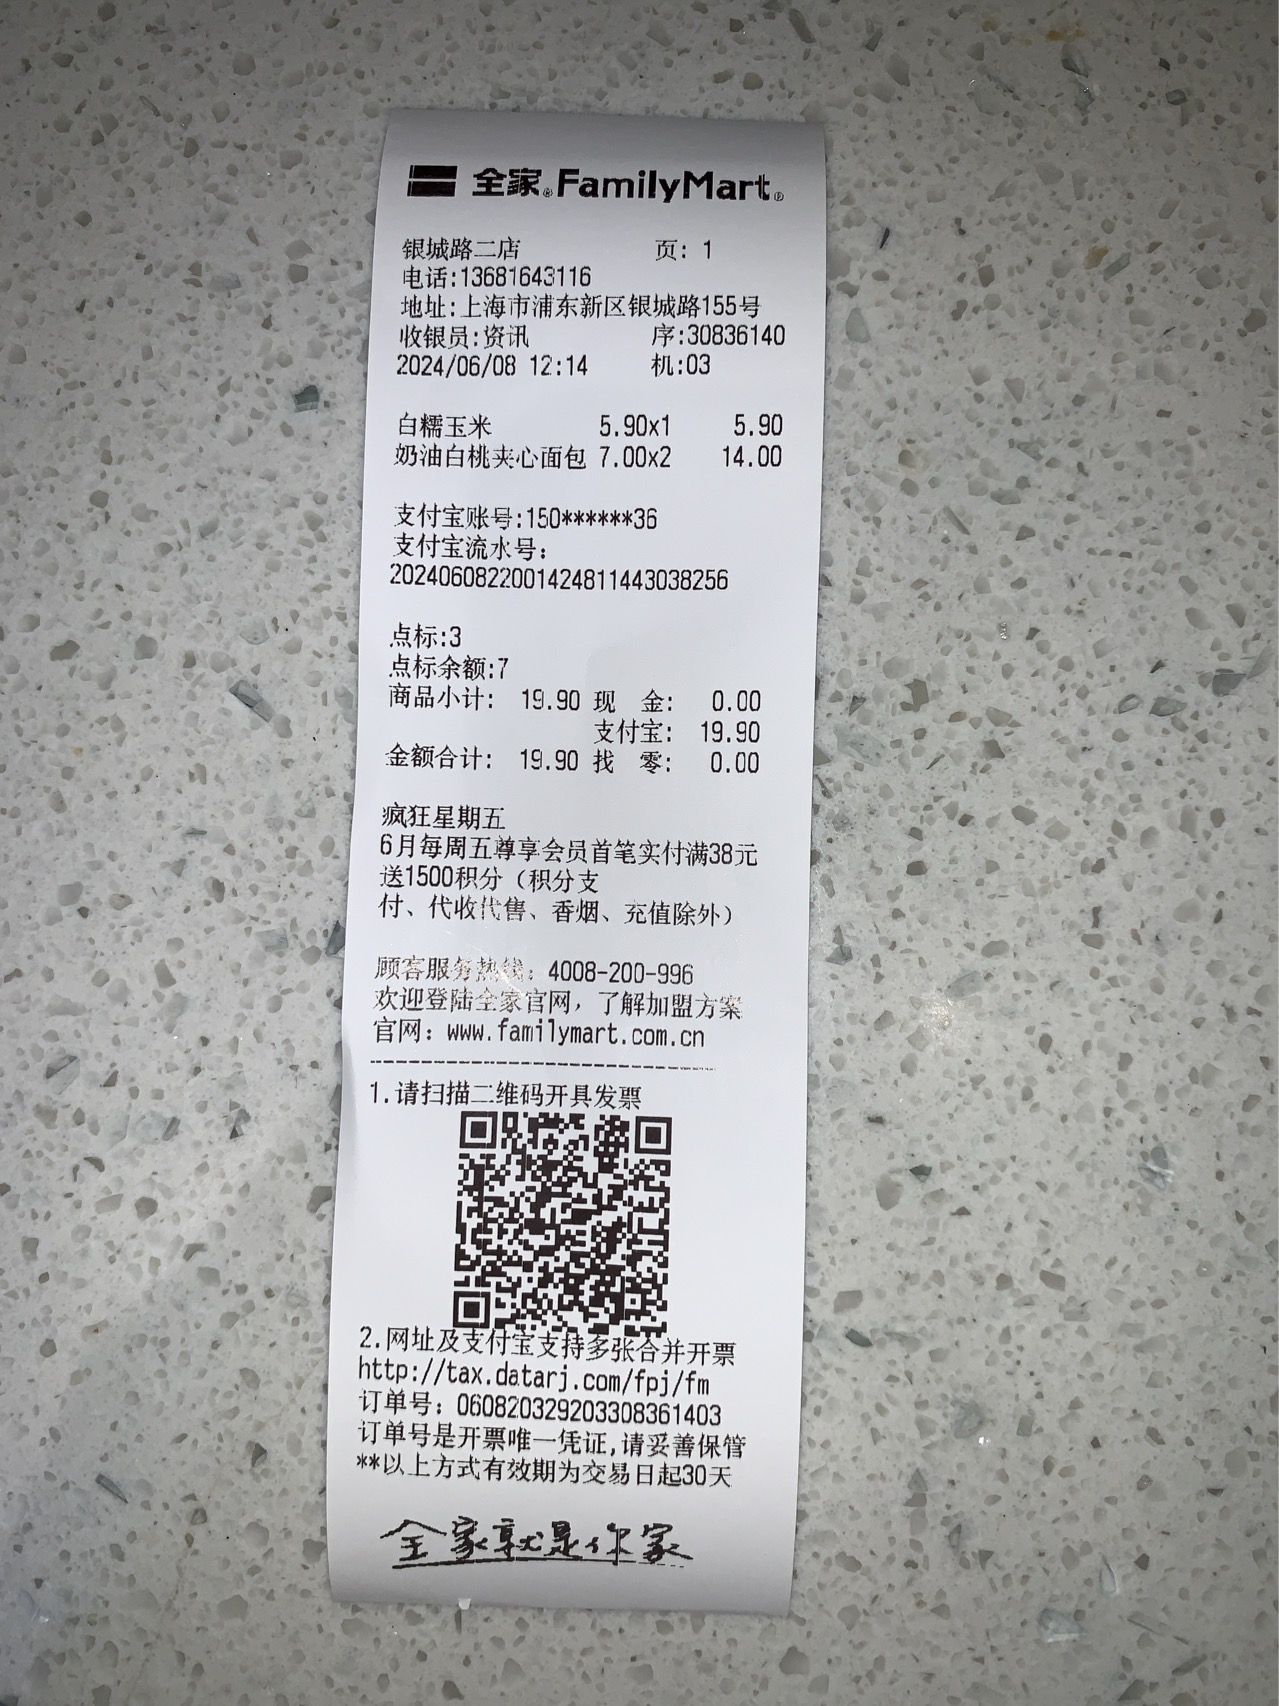 全家® FamilyMart®
银城路二店 页: 1
电话:13681643116
地址:上海市浦东新区银城路155号
收银员:资讯 序:30836140
2024/06/08 12:14 机:03
白糯玉米 5.90x1 5.90
奶油白桃夹心面包 7.00x2 14.00
支付宝账号:150******36
支付宝流水号:
2024060822001424811443038256
点标:3
点标余额:7
商品小计: 19.90 现 金: 0.00
支付宝: 19.90
金额合计: 19.90 找 零: 0.00
疯狂星期五
6月每周五尊享会员首笔实付满38元
送1500积分（积分支
付、代收代售、香烟、充值除外）
顾客服务热线: 4008-200-996
欢迎登陆全家官网, 了解加盟方案
官网: www.familymart.com.cn
1.请扫描二维码开具发票
2.网址及支付宝支持多张合并开票
http://tax.datarj.com/fpj/fm
订单号: 060820329203308361403
订单号是开票唯一凭证,请妥善保管
**以上方式有效期为交易日起30天
全家就是你家